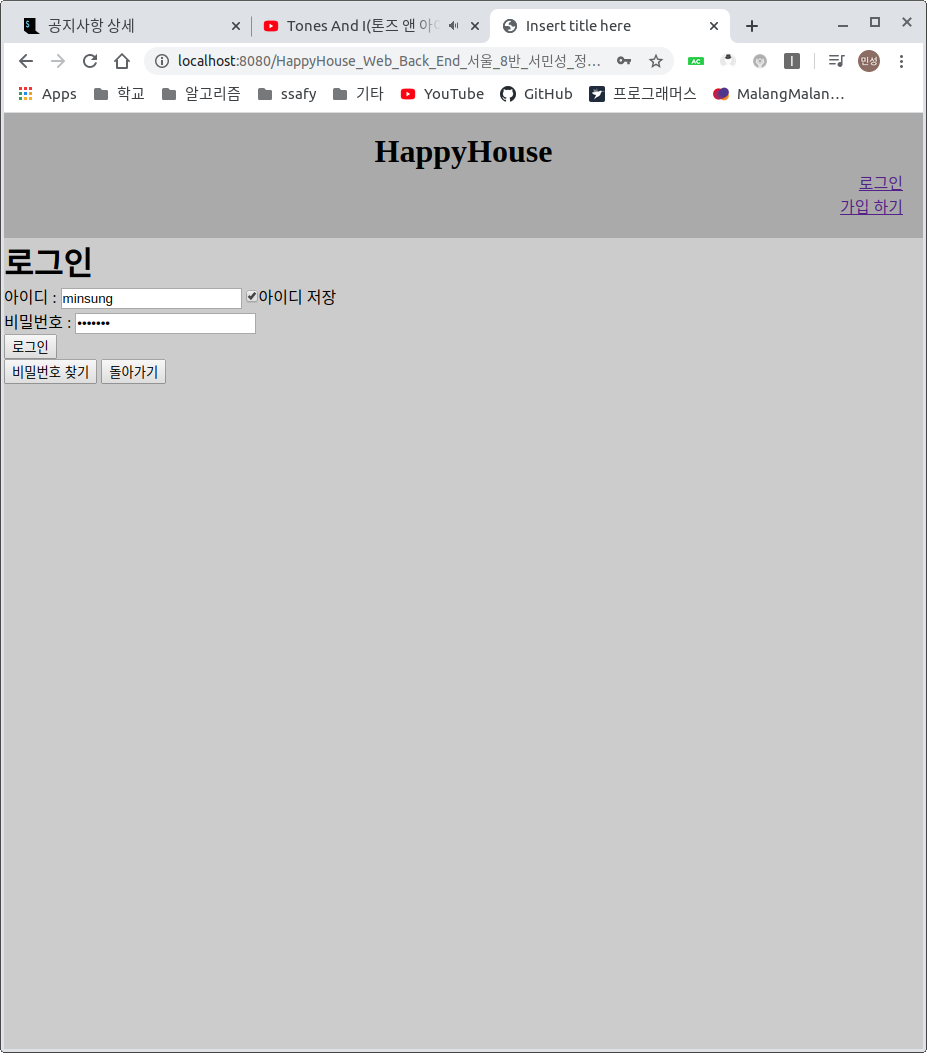 공지사항 상세
Tones And I(톤즈 앤 아이
Insert title here
localhost:8080/HappyHouse_Web_Back_End_서울_8반_서민성_정...
AC
민성
Apps 학교 알고리즘 ssafy 기타 YouTube GitHub 프로그래머스 MalangMalan...
HappyHouse
로그인
가입 하기
로그인
아이디 : minsung 아이디 저장
비밀번호 : •••••••
로그인
비밀번호 찾기 돌아가기